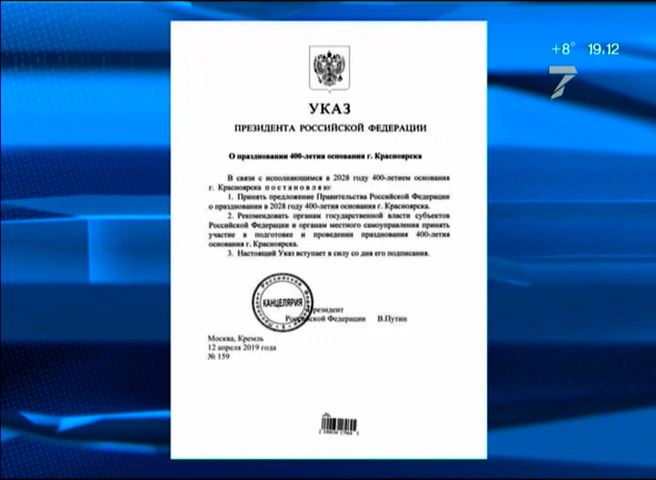 +8° 19.12
7
УКАЗ
ПРЕЗИДЕНТА РОССИЙСКОЙ ФЕДЕРАЦИИ
О праздновании 400-летия основания г. Красноярска
В связи с исполняющимся в 2028 году 400-летием основания
г. Красноярска постановляю:
1. Принять предложение Правительства Российской Федерации
о праздновании в 2028 году 400-летия основания г. Красноярска.
2. Рекомендовать органам государственной власти субъектов
Российской Федерации и органам местного самоуправления принять
участие в подготовке и проведении празднования 400-летия
основания г. Красноярска.
3. Настоящий Указ вступает в силу со дня его подписания.
КАНЦЕЛЯРИЯ
Президент
Российской Федерации В.Путин
Москва, Кремль
12 апреля 2019 года
№ 159